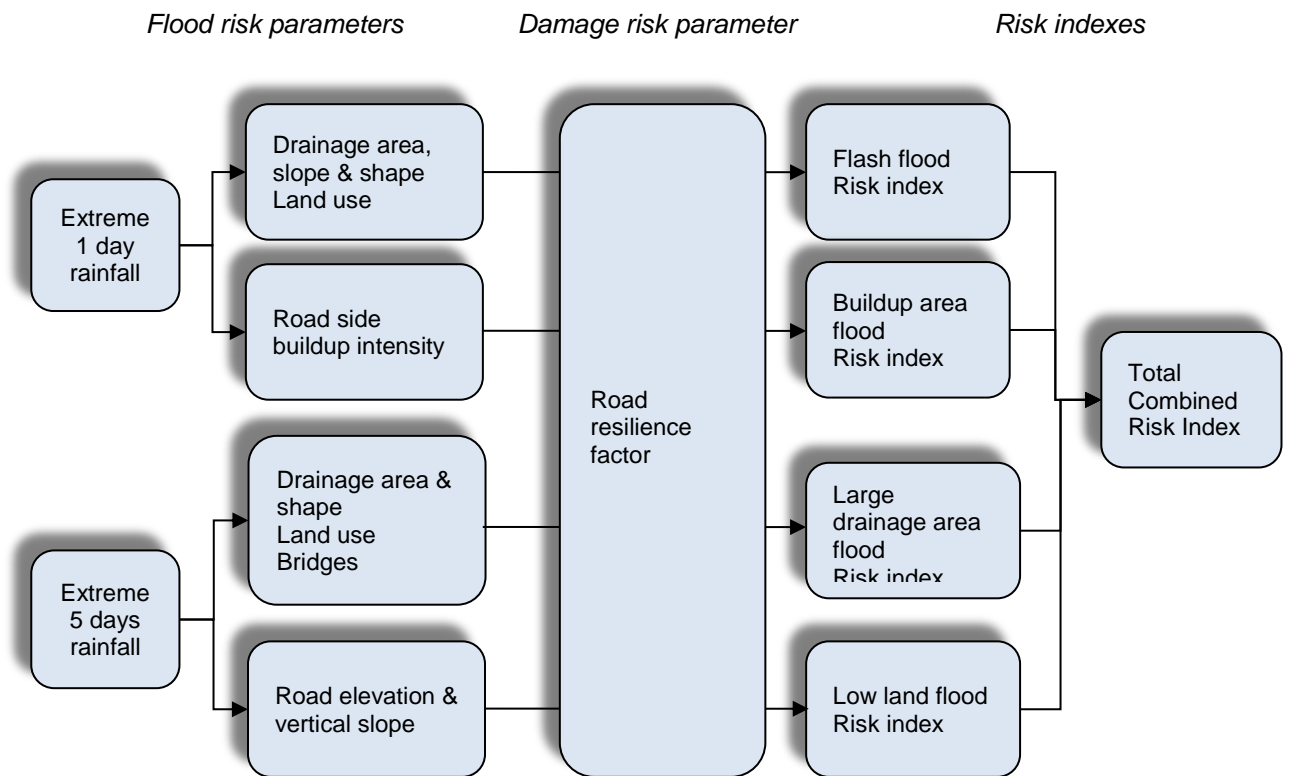 Flood risk parameters
Damage risk parameter
Risk indexes
Extreme
1 day
rainfall
Drainage area,
slope & shape
Land use
Road side
buildup intensity
Extreme
5 days
rainfall
Drainage area &
shape
Land use
Bridges
Road elevation &
vertical slope
Road
resilience
factor
Flash flood
Risk index
Buildup area
flood
Risk index
Large
drainage area
flood
Risk index
Low land flood
Risk index
Total
Combined
Risk Index